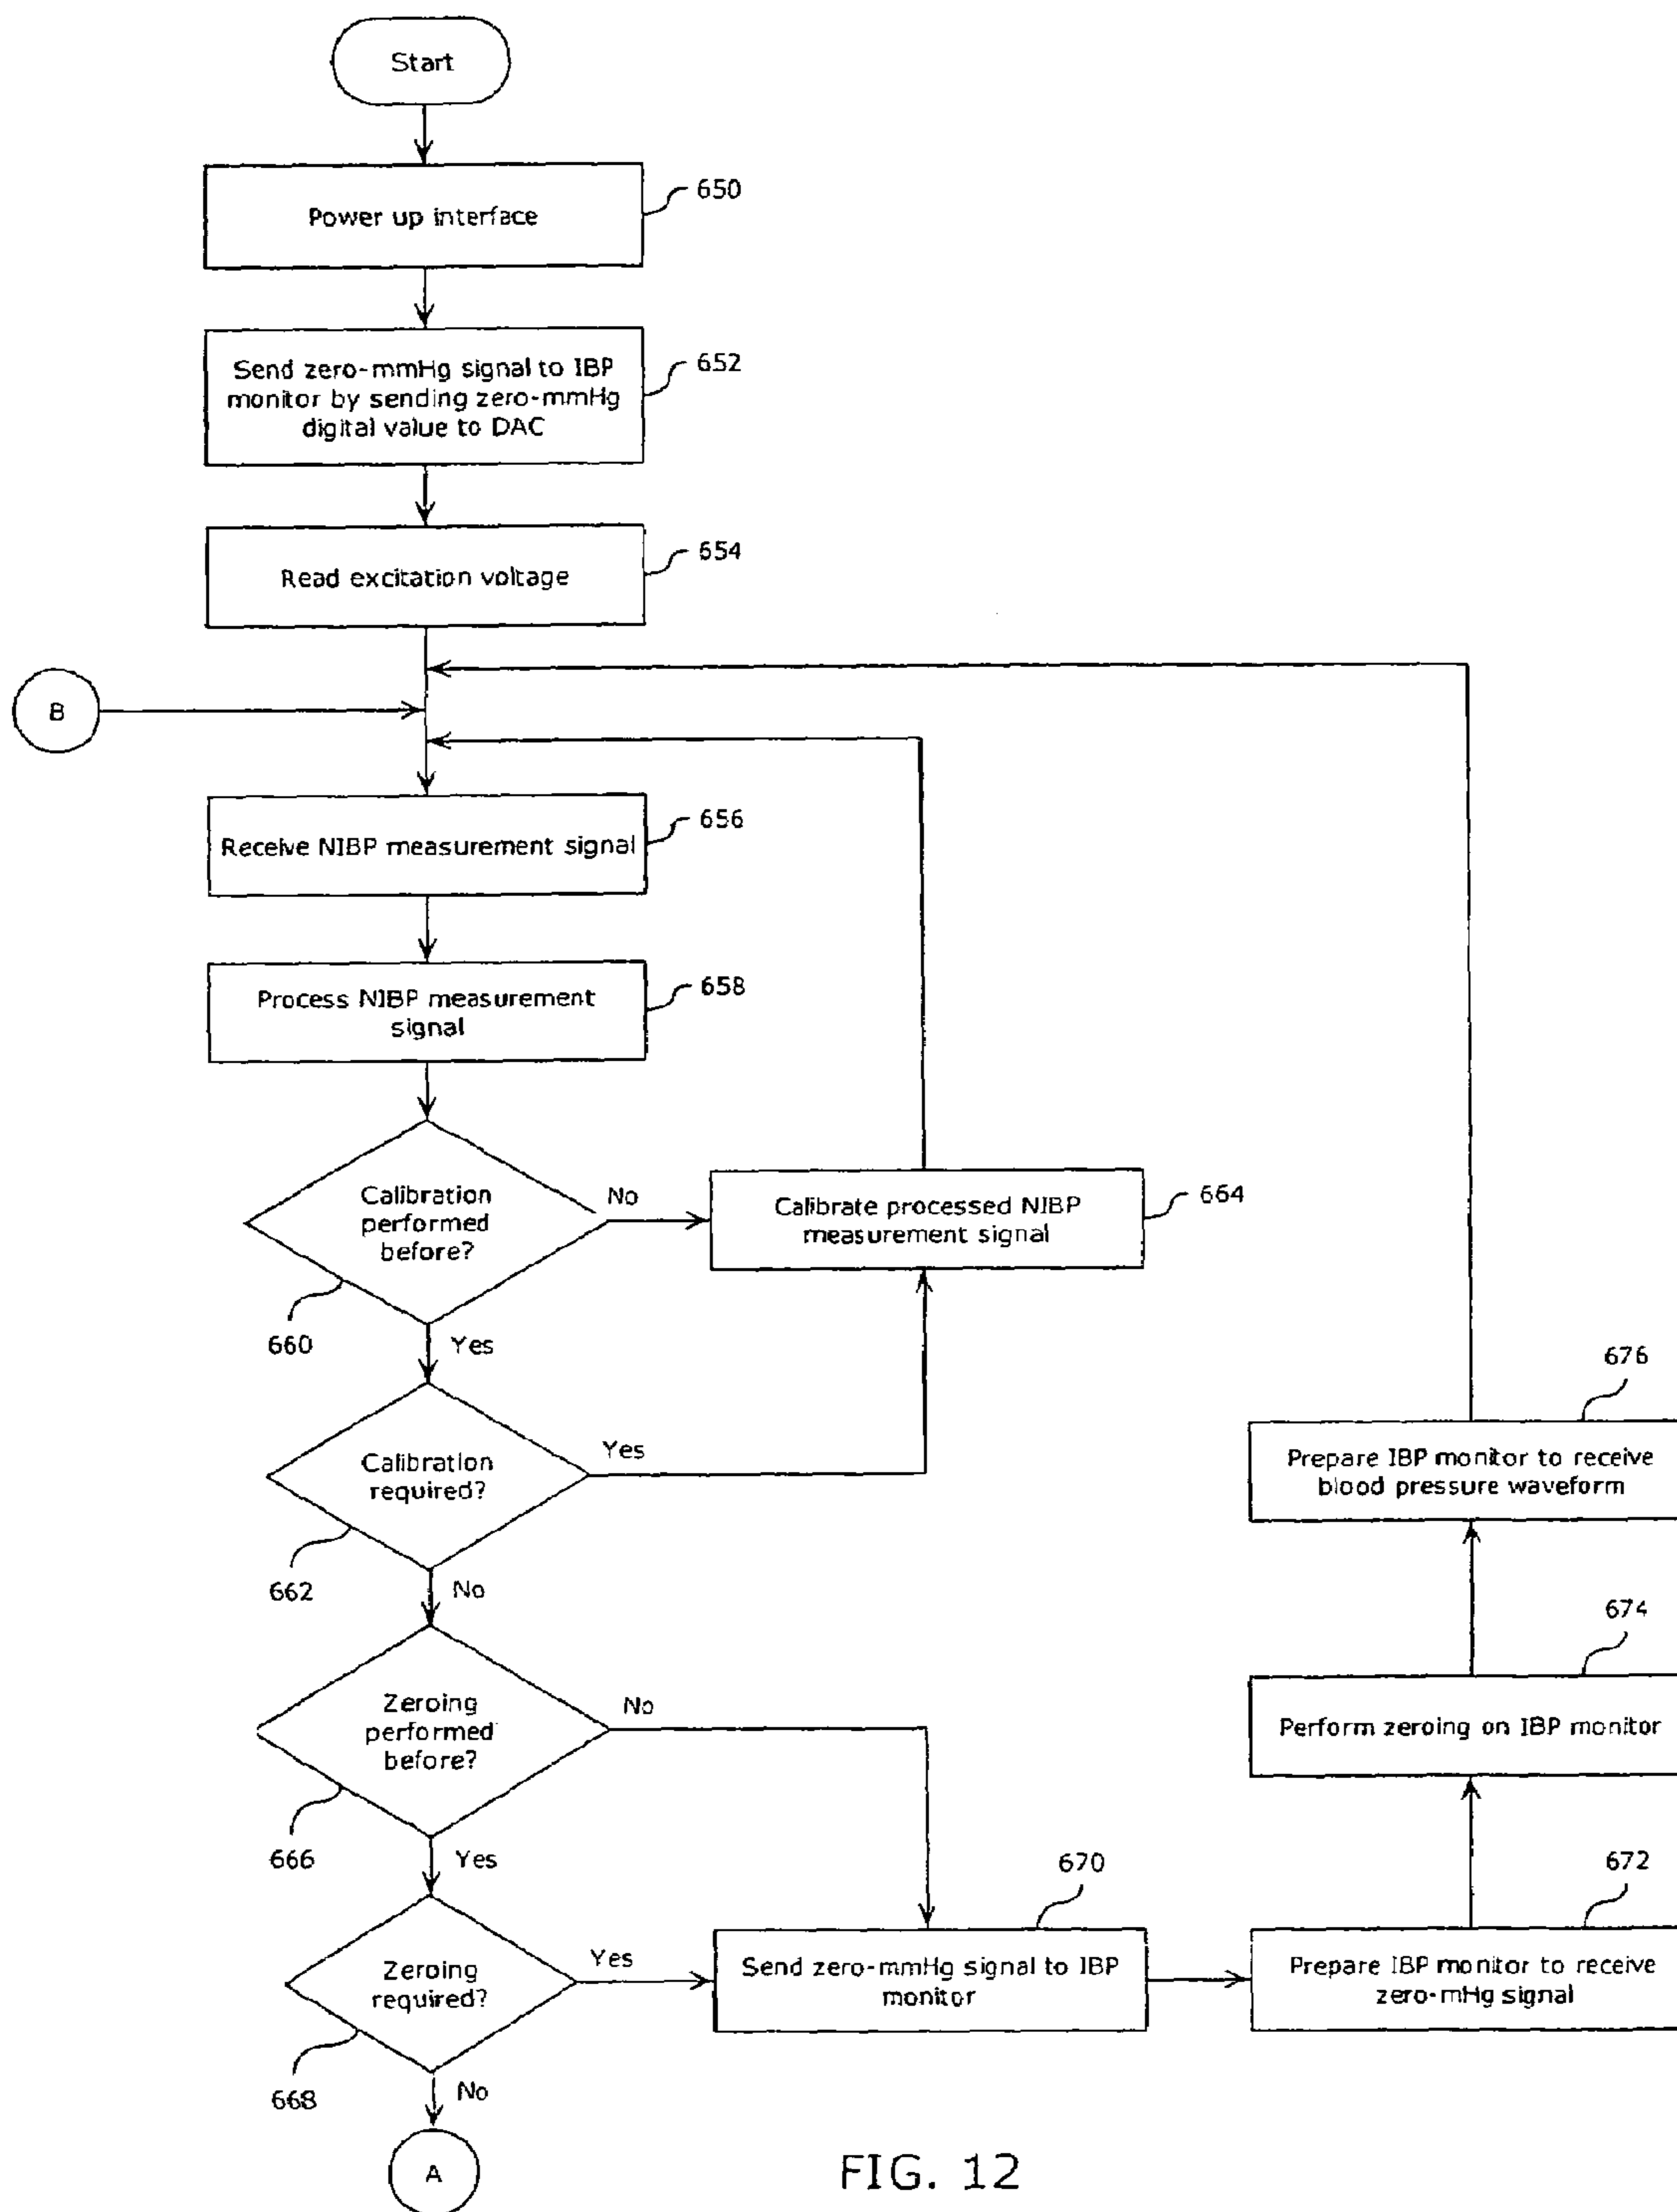 Start
Power up interface
650
Send zero-mmHg signal to IBP
monitor by sending zero-mmHg
digital value to DAC
652
Read excitation voltage
654
B
Receive NIBP measurement signal
656
Process NIBP measurement
signal
658
Calibration
performed
before?
660
No
Yes
Calibrate processed NIBP
measurement signal
664
Calibration
required?
662
Yes
No
Zeroing
performed
before?
666
No
Yes
Zeroing
required?
668
Yes
No
Send zero-mmHg signal to IBP
monitor
670
Prepare IBP monitor to receive
zero-mHg signal
672
Perform zeroing on IBP monitor
674
Prepare IBP monitor to receive
blood pressure waveform
676
A
FIG. 12